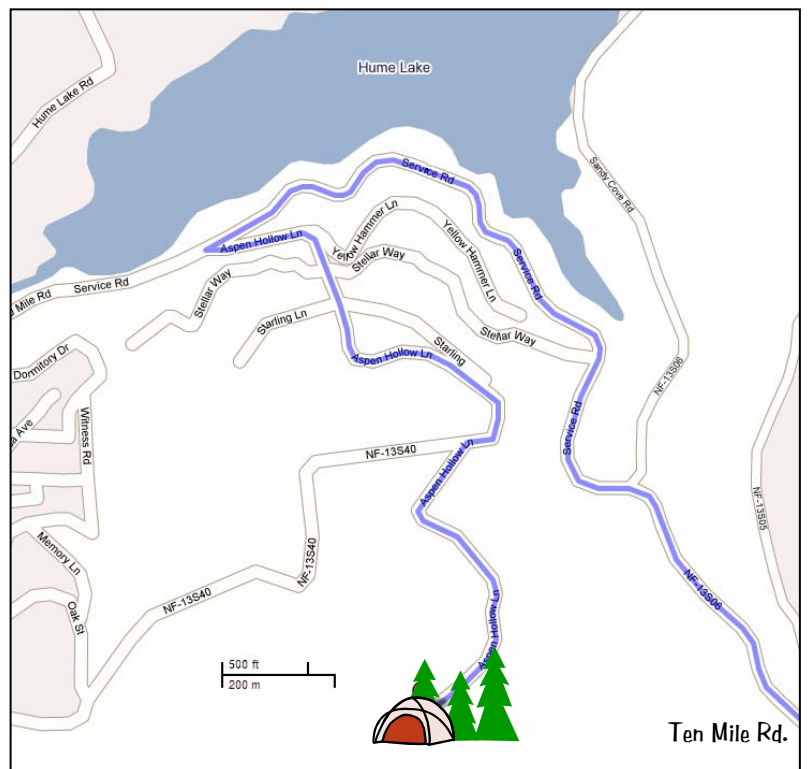 Hume Lake
Hume Lake Rd
Service Rd
Sandy Cove Rd
Yellow Hammer Ln
Aspen Hollow Ln
Yellow Hammer Ln
Stellar Way
Service Rd
Service Rd
Mile Rd
Stellar Way
Starling Ln
Stellar Way
Starling
Aspen Hollow Ln
Dormitory Dr
NF-13S06
Witness Rd
Ave
Service Rd
NF-13S40
Aspen Hollow Ln
NF-13S05
Memory Ln
NF-13S40
NF-13S40
Oak St
Aspen Hollow Ln
NF-13S06
500 ft
200 m
Ten Mile Rd.